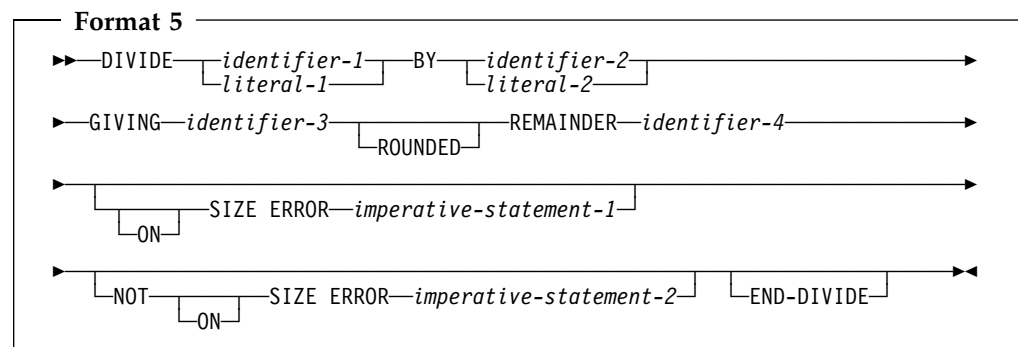 Format 5
DIVIDE identifier-1 BY identifier-2
literal-1 literal-2
GIVING identifier-3 REMAINDER identifier-4
ROUNDED
SIZE ERROR imperative-statement-1
ON
NOT SIZE ERROR imperative-statement-2 END-DIVIDE
ON